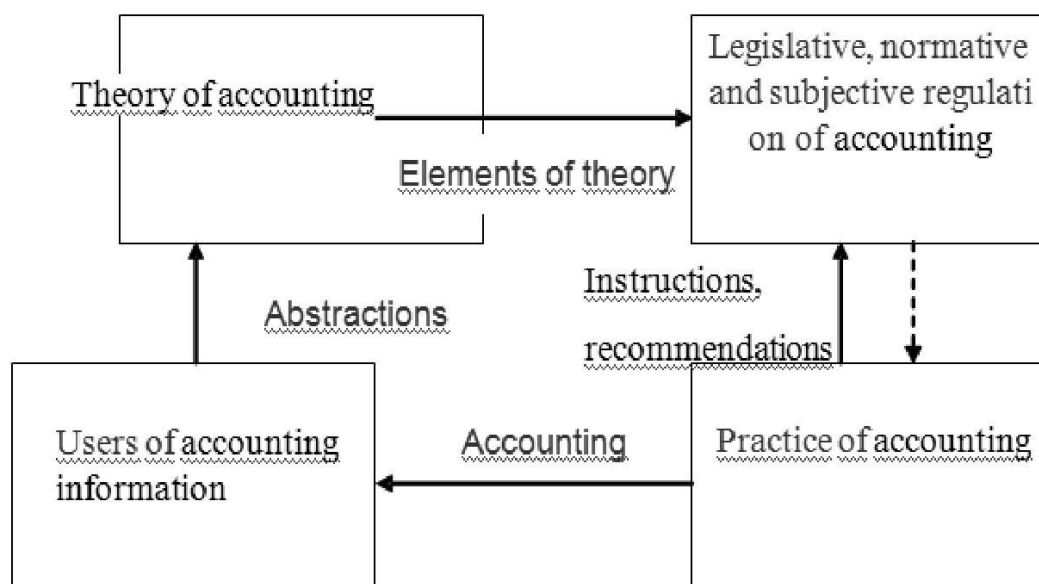 Theory of accounting
Legislative, normative
and subjective regulati
on of accounting
Elements of theory
Instructions,
recommendations
Abstractions
Users of accounting
information
Accounting
Practice of accounting